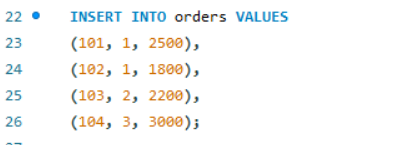 22 INSERT INTO orders VALUES
23 (101, 1, 2500),
24 (102, 1, 1800),
25 (103, 2, 2200),
26 (104, 3, 3000);